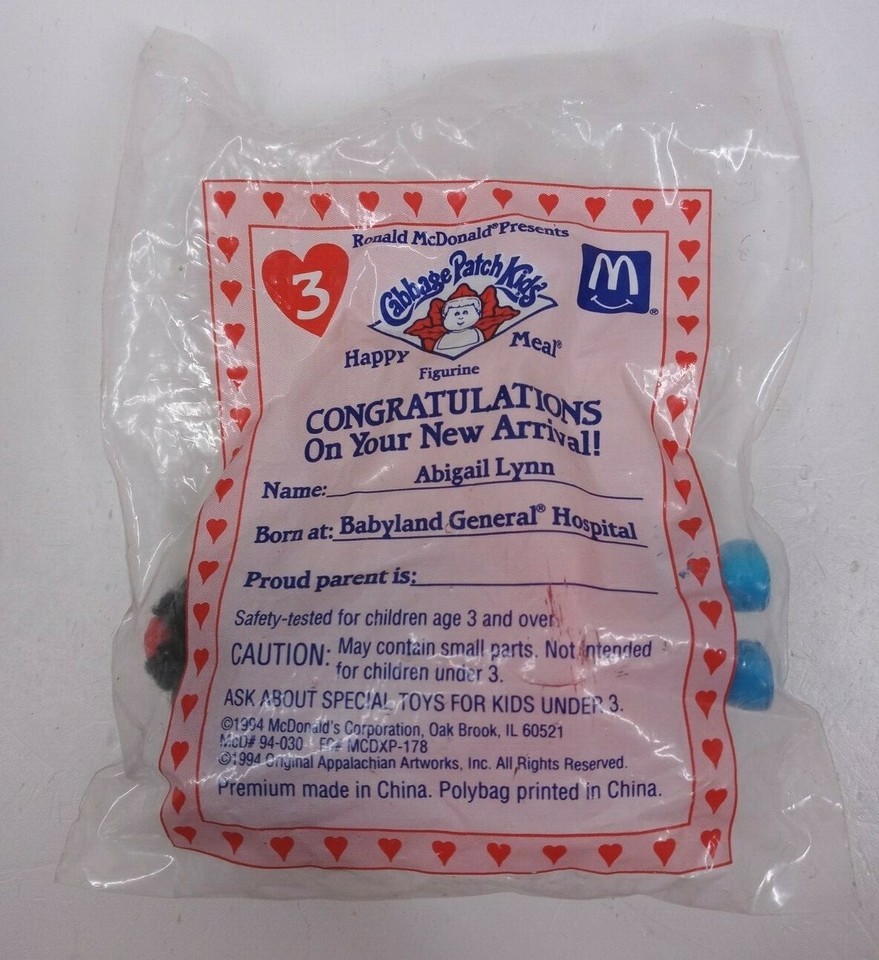 Ronald McDonald® Presents
3
Cabbage Patch Kids®
M
®
Happy Meal®
Figurine
CONGRATULATIONS
On Your New Arrival!
Name: Abigail Lynn
Born at: Babyland General® Hospital
Proud parent is:
Safety-tested for children age 3 and over.
CAUTION: May contain small parts. Not intended
for children under 3.
ASK ABOUT SPECIAL TOYS FOR KIDS UNDER 3.
©1994 McDonald's Corporation, Oak Brook, IL 60521
McD# 94-030 EC# MCDXP-178
©1994 Original Appalachian Artworks, Inc. All Rights Reserved.
Premium made in China. Polybag printed in China.